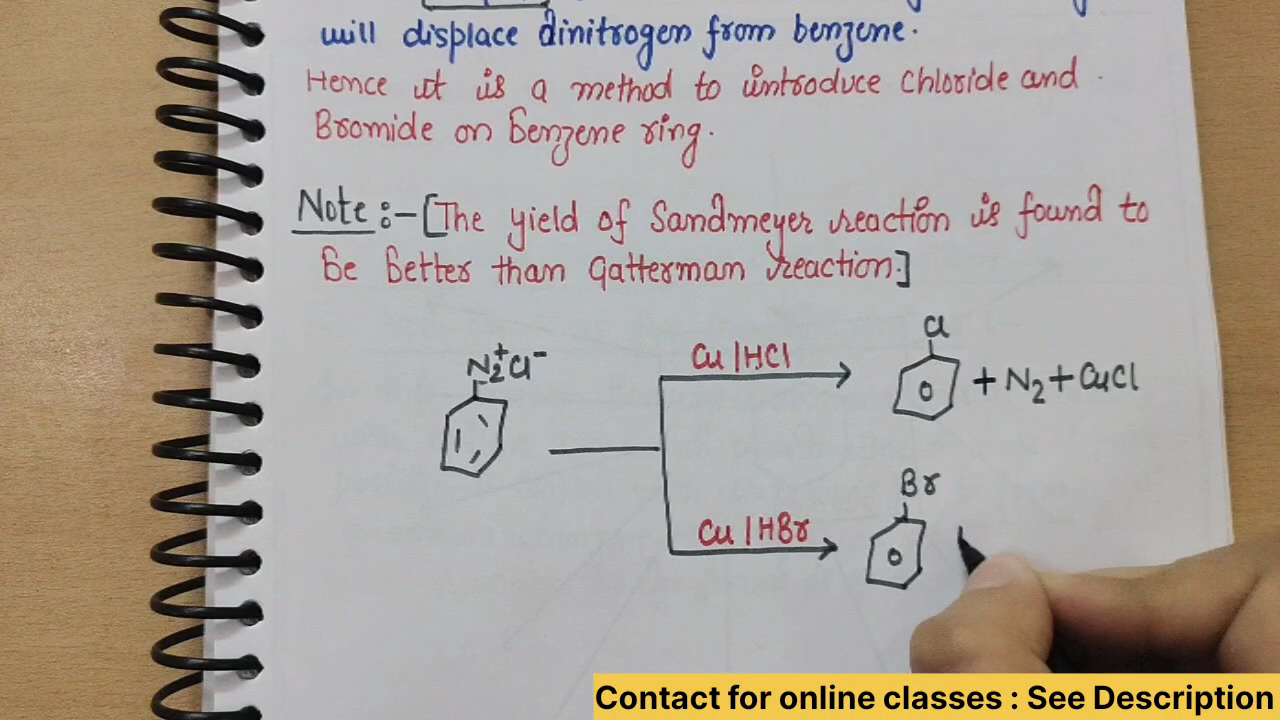 will displace dinitrogen from benzene.
Hence it is a method to introduce chloride and
Bromide on benzene ring.
Note :- [The yield of Sandmeyer reaction is found to
be better than Gatterman reaction.]
N₂⁺Cl⁻
Cu | HCl
Cl
+ N₂ + CuCl
Cu | HBr
Br
Contact for online classes : See Description